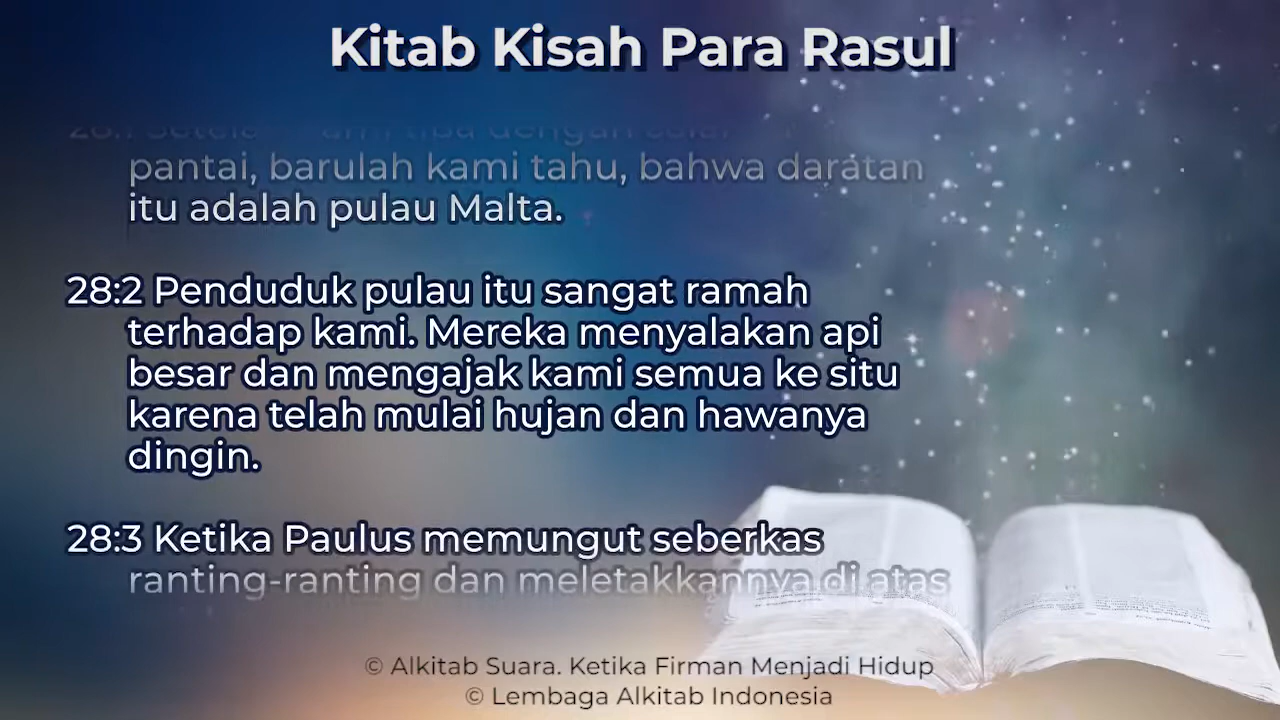 Kitab Kisah Para Rasul
tiba dengan
pantai, barulah kami tahu, bahwa daratan
itu adalah pulau Malta.
28:2 Penduduk pulau itu sangat ramah
terhadap kami. Mereka menyalakan api
besar dan mengajak kami semua ke situ
karena telah mulai hujan dan hawanya
dingin.
28:3 Ketika Paulus memungut seberkas
ranting-ranting dan meletakkannya di atas
© Alkitab Suara. Ketika Firman Menjadi Hidup
© Lembaga Alkitab Indonesia